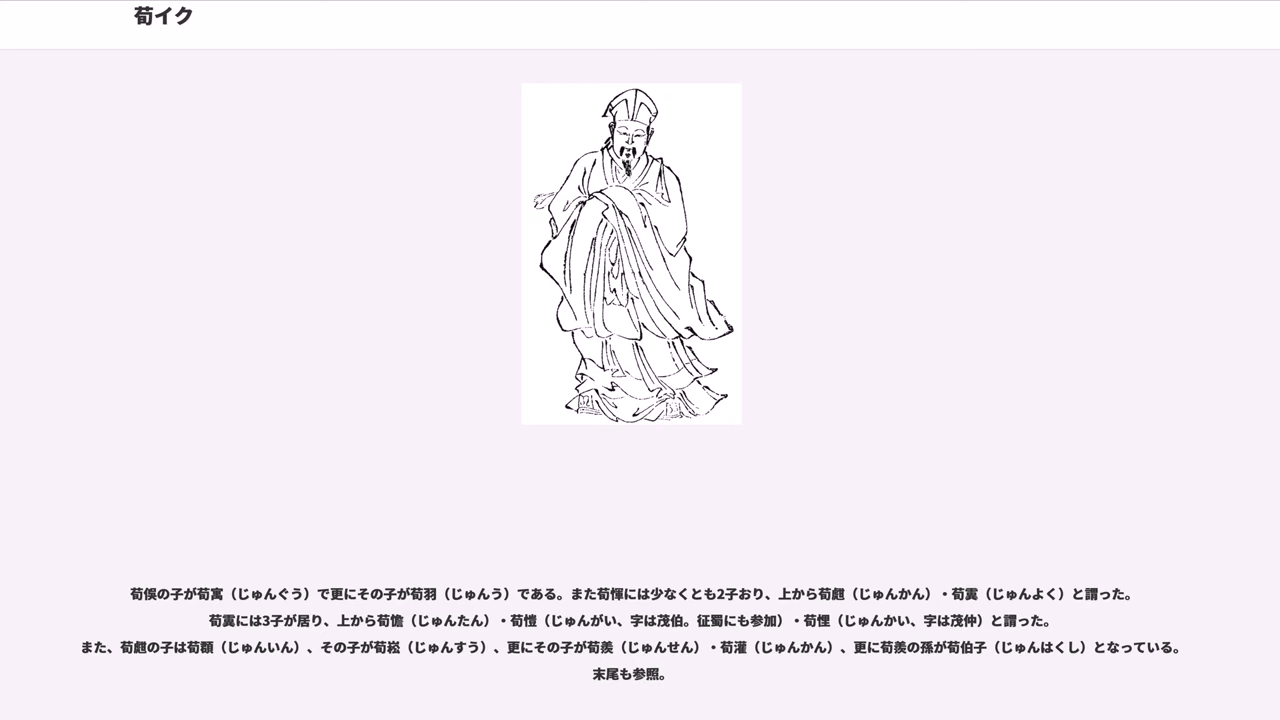 荀イク
荀俁の子が荀寓（じゅんぐう）で更にその子が荀羽（じゅんう）である。また荀惲には少なくとも2子おり、上から荀甝（じゅんかん）・荀霬（じゅんよく）と謂った。
荀霬には3子が居り、上から荀憺（じゅんたん）・荀愷（じゅんがい、字は茂伯。征蜀にも参加）・荀悝（じゅんかい、字は茂仲）と謂った。
また、荀甝の子は荀頵（じゅんいん）、その子が荀崧（じゅんすう）、更にその子が荀羨（じゅんせん）・荀灌（じゅんかん）、更に荀羨の孫が荀伯子（じゅんはくし）となっている。
末尾も参照。